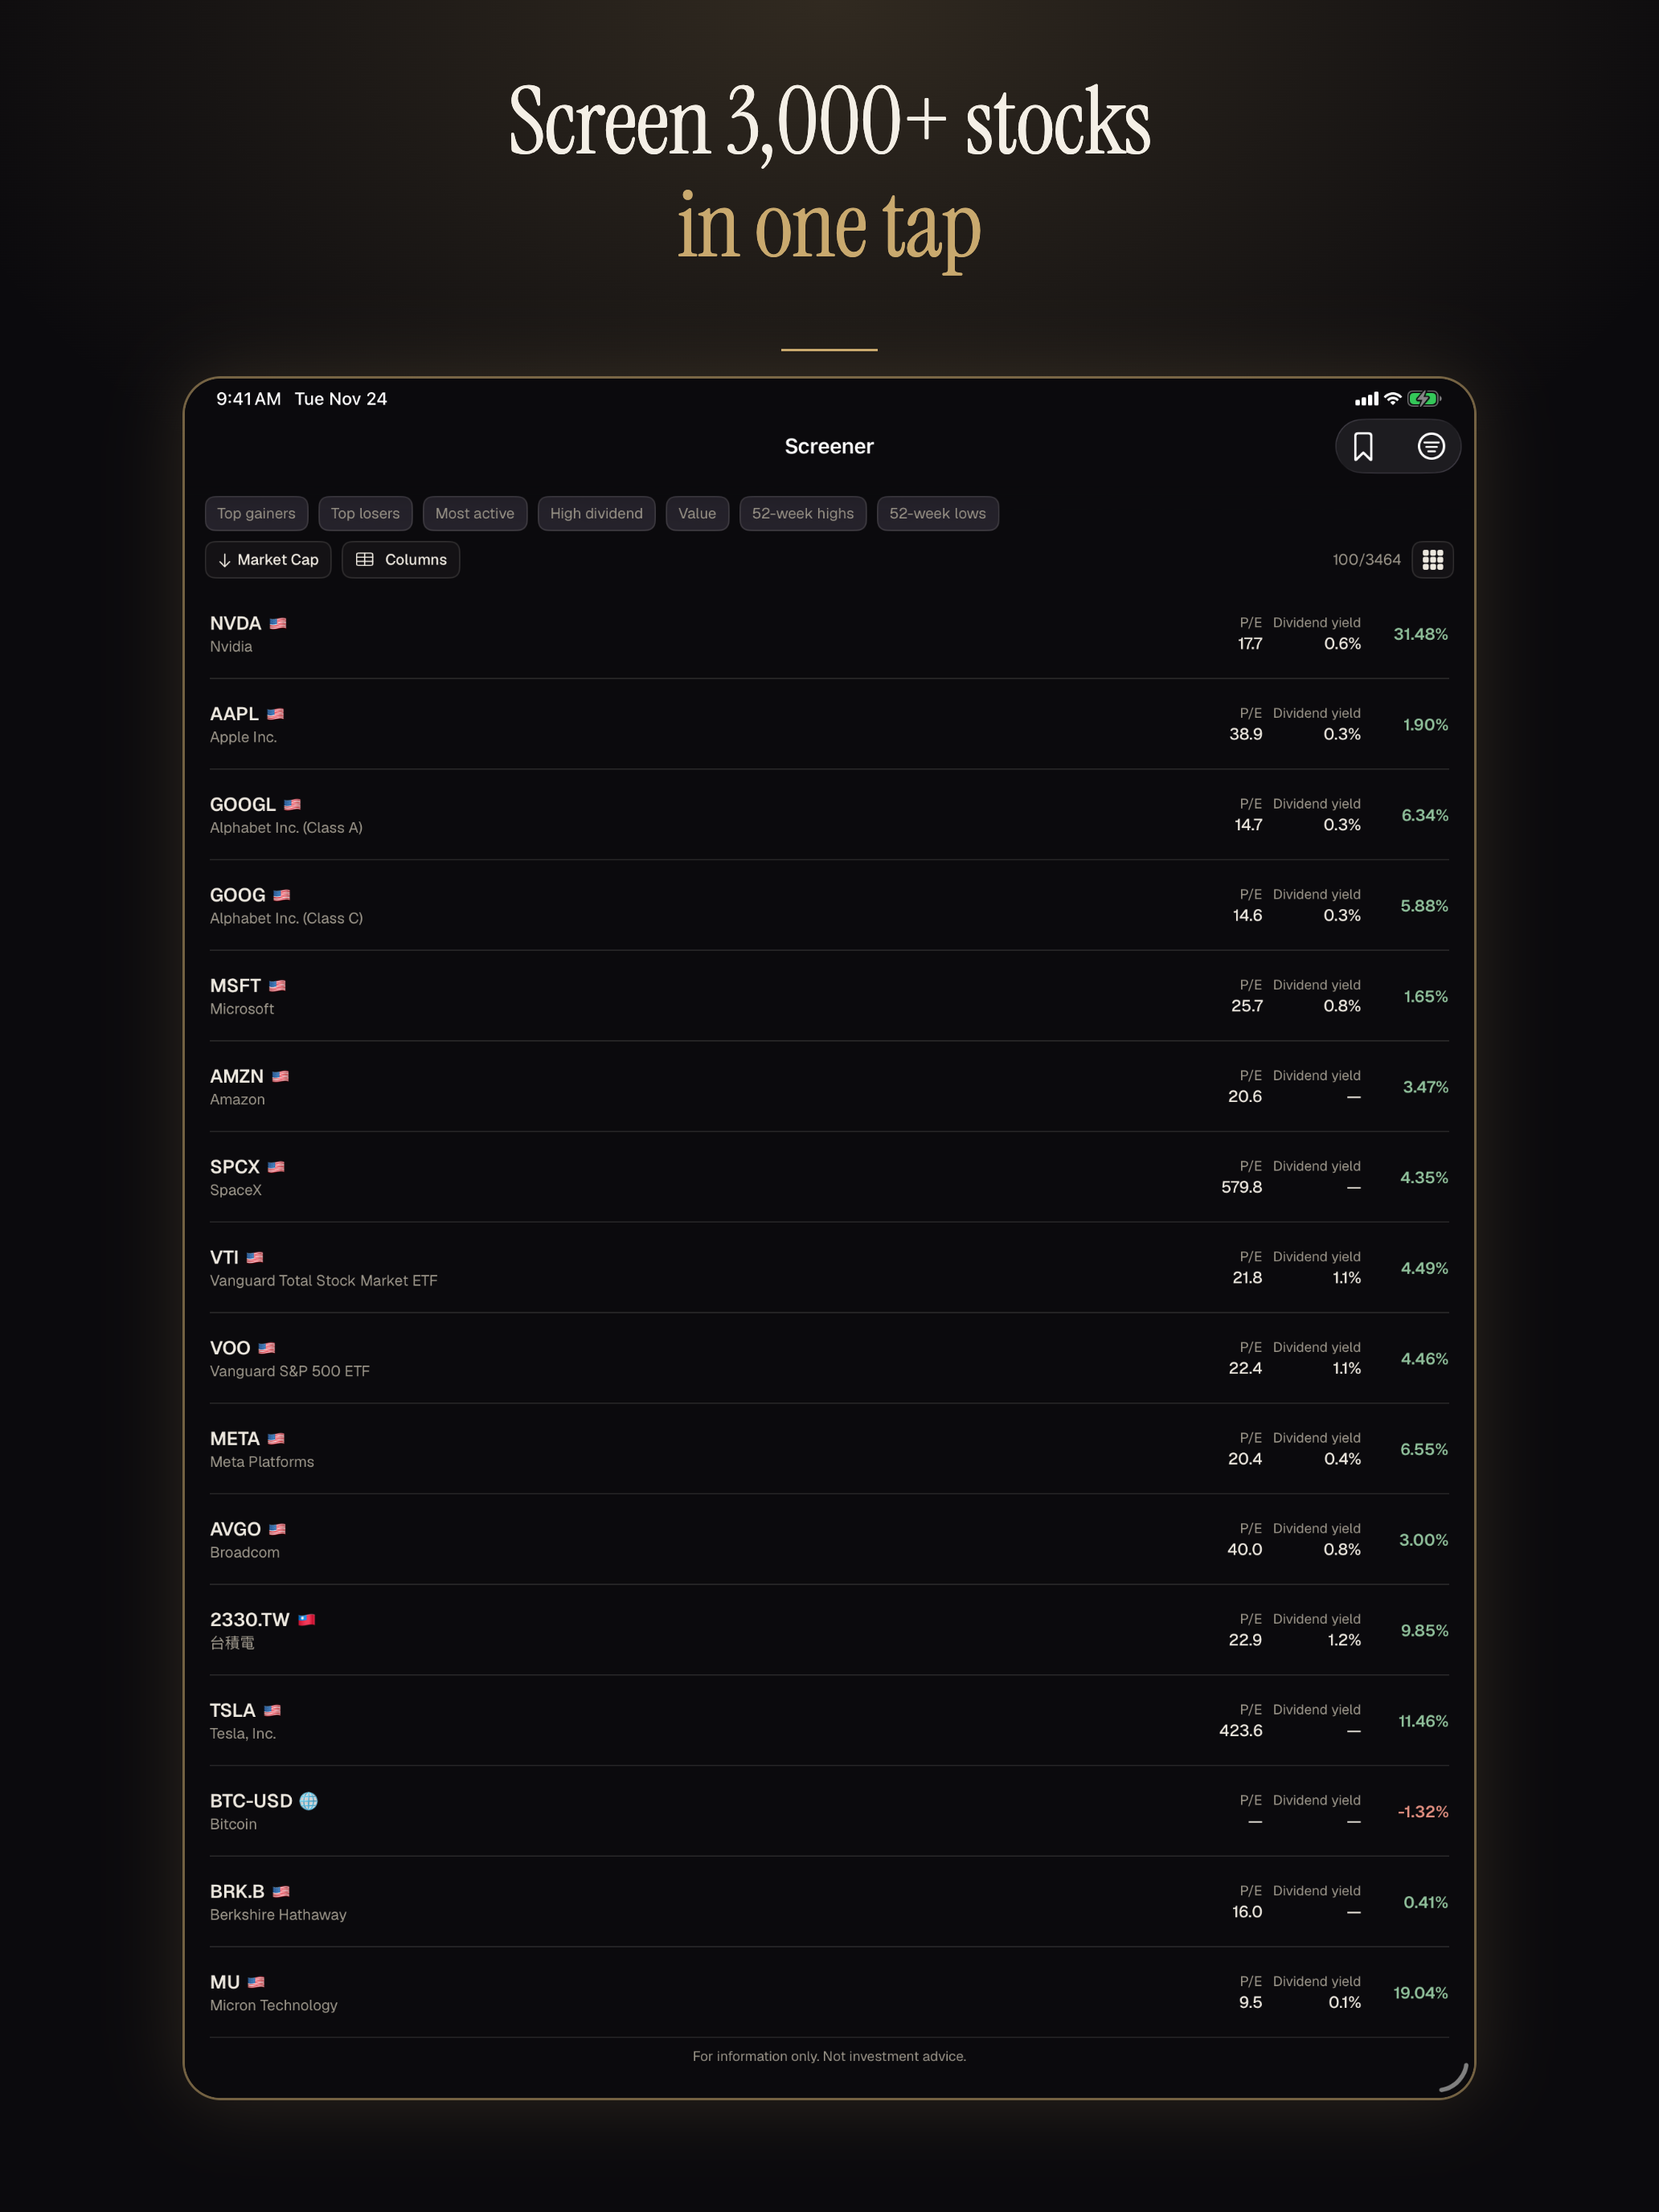 Screen 3,000+ stocks
in one tap
9:41 AM Tue Nov 24
Screener
Top gainers Top losers Most active High dividend Value 52-week highs 52-week lows
↓ Market Cap Columns 100/3464
NVDA P/E Dividend yield 31.48%
Nvidia 17.7 0.6%
AAPL P/E Dividend yield 1.90%
Apple Inc. 38.9 0.3%
GOOGL P/E Dividend yield 6.34%
Alphabet Inc. (Class A) 14.7 0.3%
GOOG P/E Dividend yield 5.88%
Alphabet Inc. (Class C) 14.6 0.3%
MSFT P/E Dividend yield 1.65%
Microsoft 25.7 0.8%
AMZN P/E Dividend yield 3.47%
Amazon 20.6 —
SPCX P/E Dividend yield 4.35%
SpaceX 579.8 —
VTI P/E Dividend yield 4.49%
Vanguard Total Stock Market ETF 21.8 1.1%
VOO P/E Dividend yield 4.46%
Vanguard S&P 500 ETF 22.4 1.1%
META P/E Dividend yield 6.55%
Meta Platforms 20.4 0.4%
AVGO P/E Dividend yield 3.00%
Broadcom 40.0 0.8%
2330.TW P/E Dividend yield 9.85%
台積電 22.9 1.2%
TSLA P/E Dividend yield 11.46%
Tesla, Inc. 423.6 —
BTC-USD P/E Dividend yield -1.32%
Bitcoin — —
BRK.B P/E Dividend yield 0.41%
Berkshire Hathaway 16.0 —
MU P/E Dividend yield 19.04%
Micron Technology 9.5 0.1%
For information only. Not investment advice.